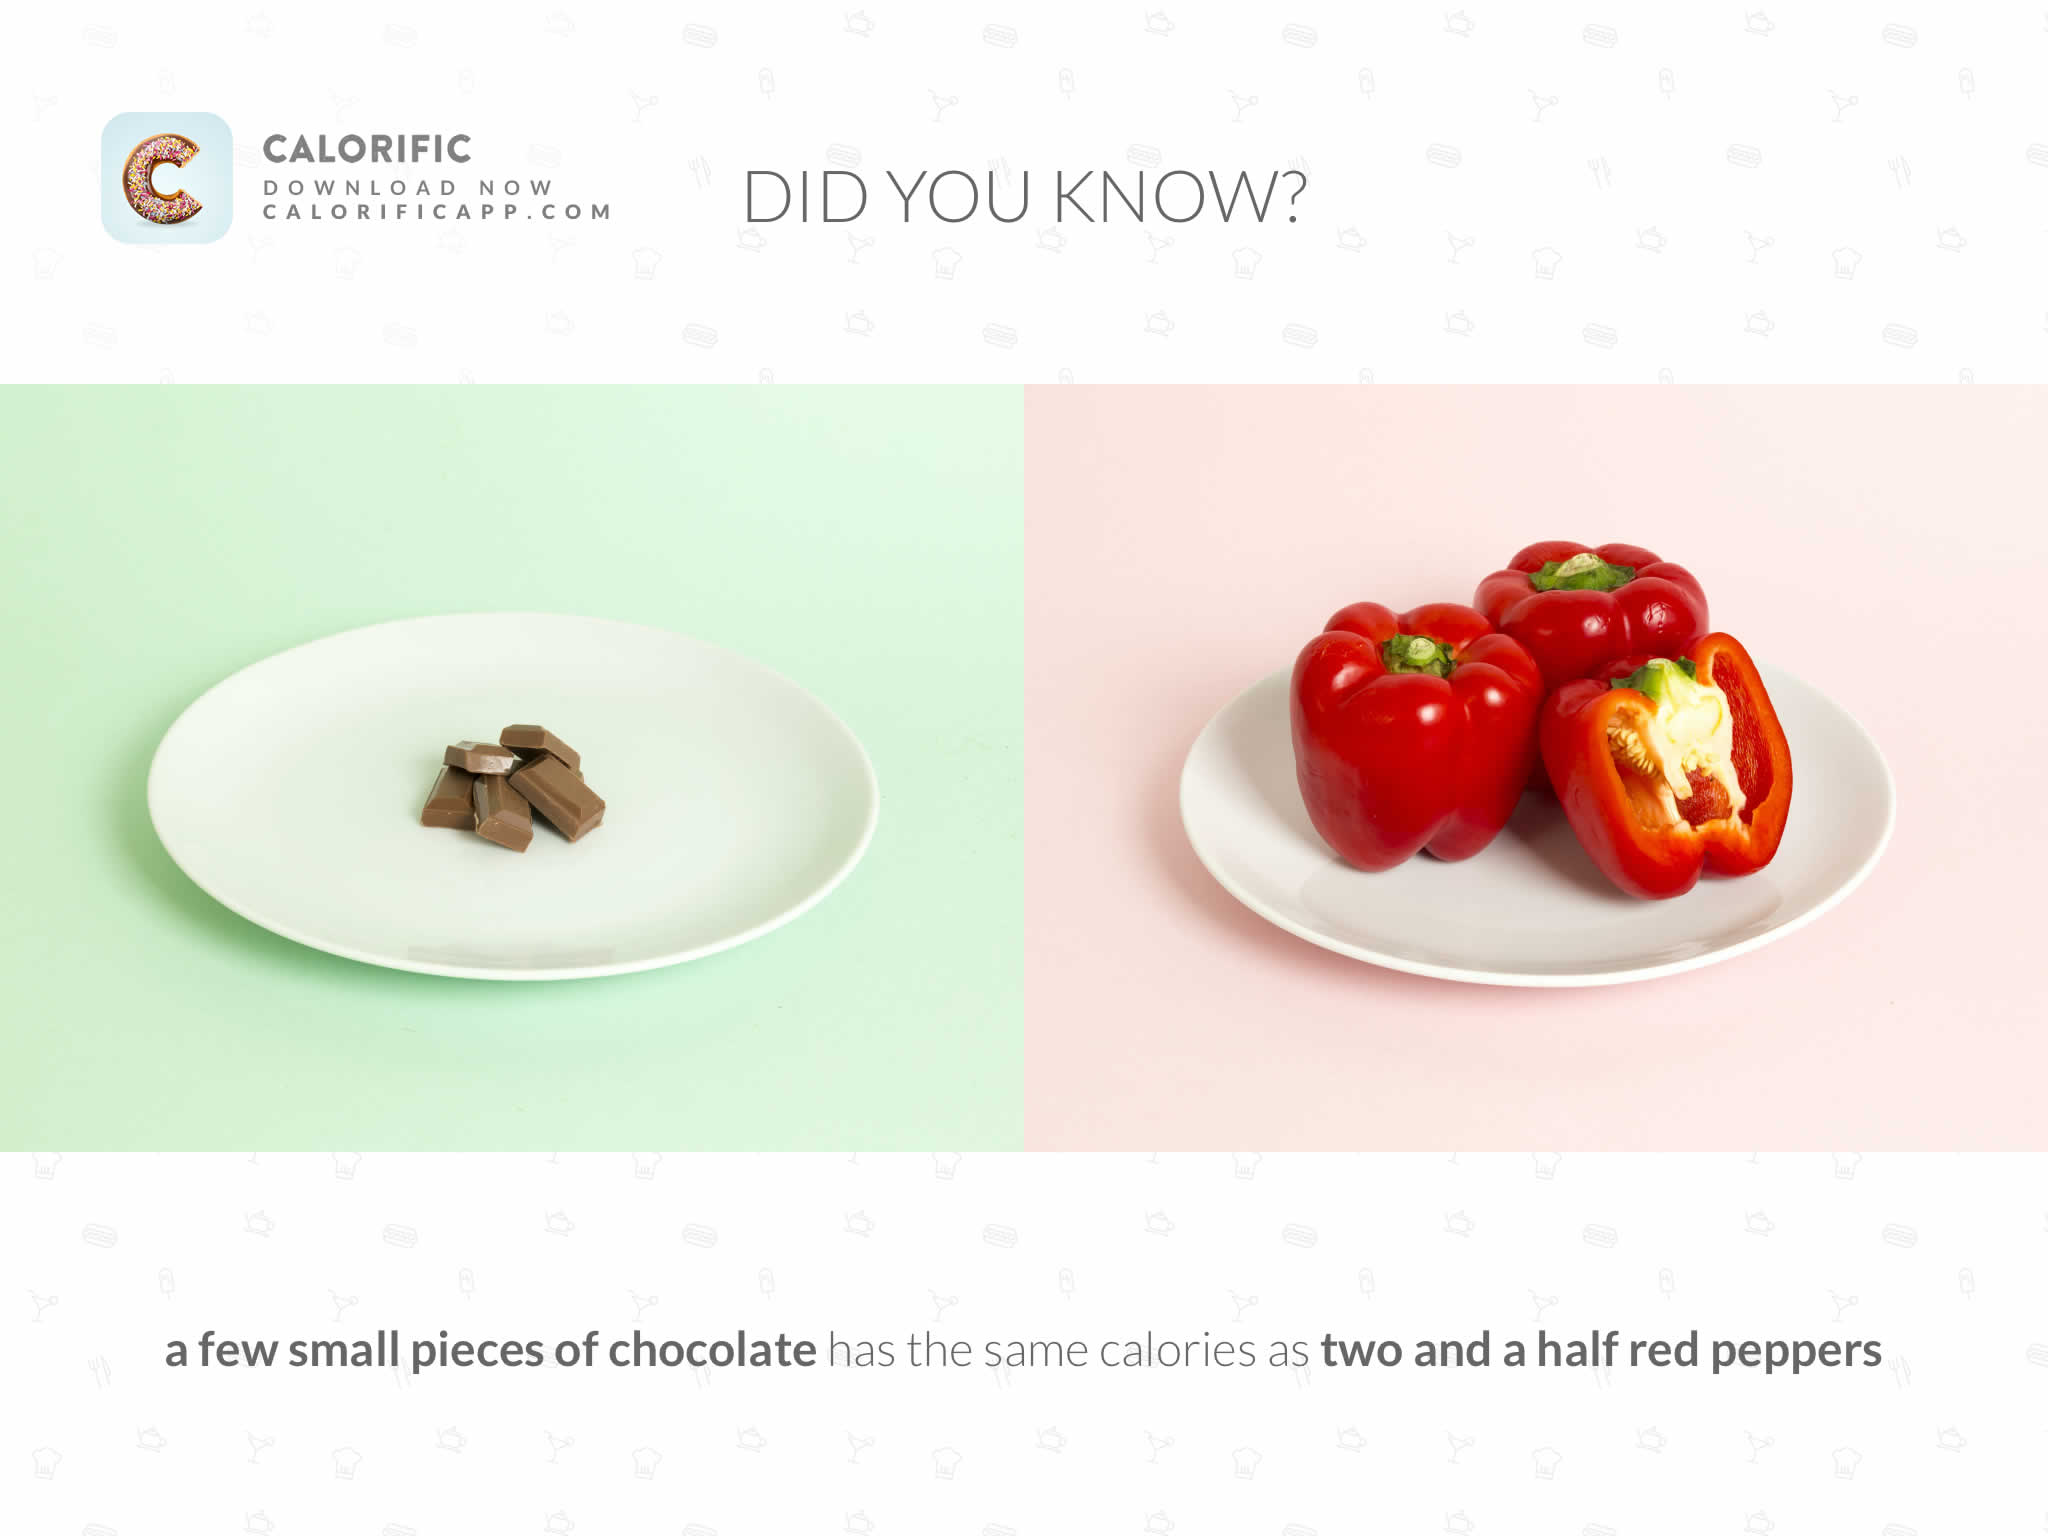 CALORIFIC
DOWNLOAD NOW
CALORIFICAPP.COM
DID YOU KNOW?
a few small pieces of chocolate has the same calories as two and a half red peppers